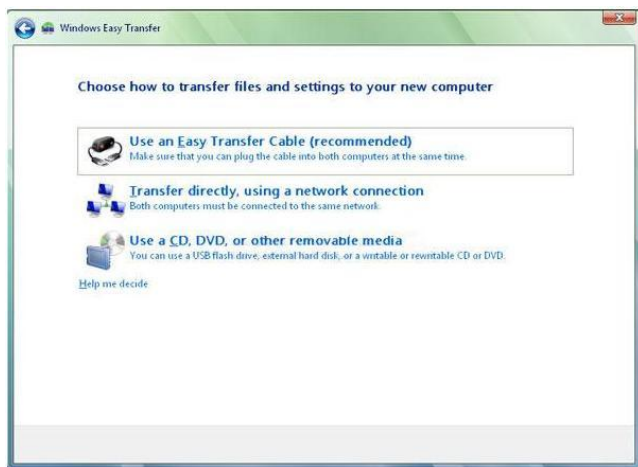 Windows Easy Transfer
Choose how to transfer files and settings to your new computer
Use an Easy Transfer Cable (recommended)
Make sure that you can plug the cable into both computers at the same time.
Transfer directly, using a network connection
Both computers must be connected to the same network.
Use a CD, DVD, or other removable media
You can use a USB flash drive, external hard disk, or a writable or rewritable CD or DVD.
Help me decide